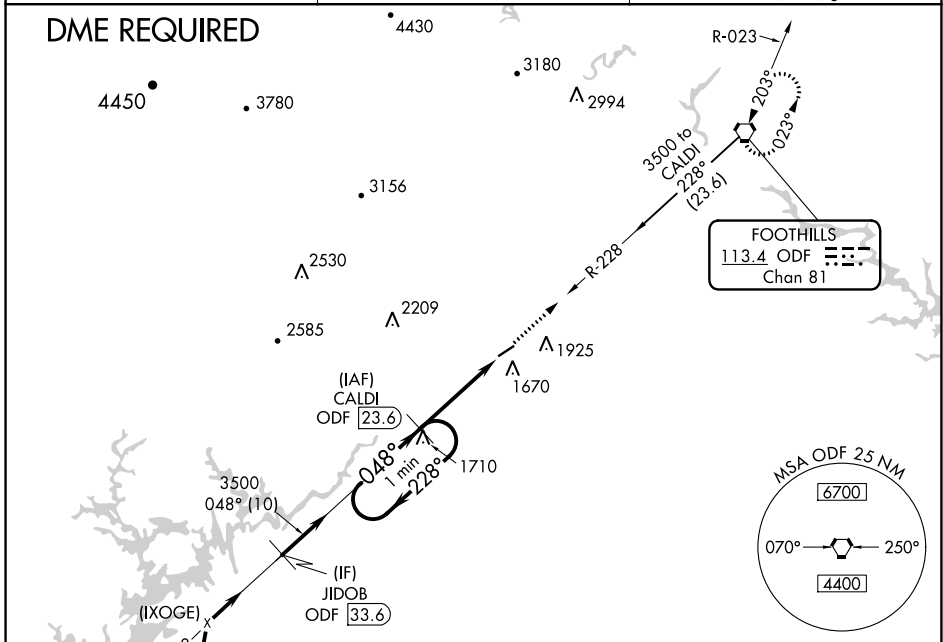 DME REQUIRED
4430
R-023
4450
3780
3180
2994
203°
023°
3500 to
CALDI
228°
(23.6)
3156
FOOTHILLS
113.4 ODF
Chan 81
R-228
2530
2209
2585
1925
1670
(IAF)
CALDI
ODF 23.6
048°
1 min
228°
1710
3500
048° (10)
MSA ODF 25 NM
6700
070°
250°
4400
(IF)
JIDOB
ODF 33.6
(IXOGE)